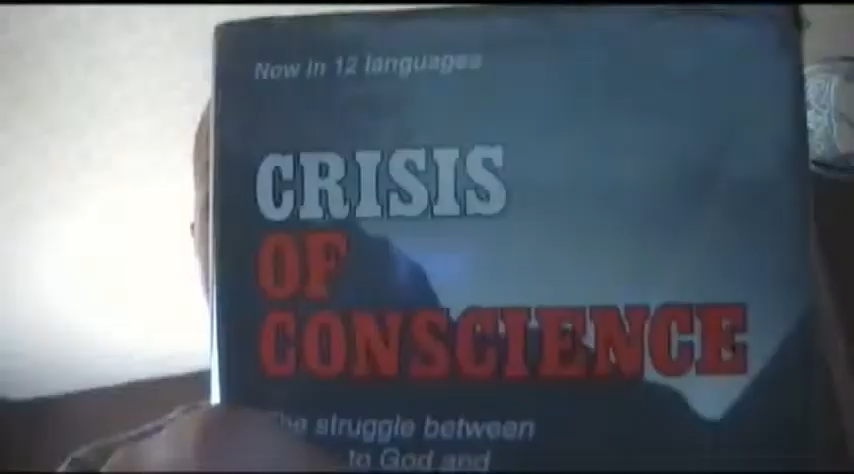 Now in 12 languages
CRISIS
OF
CONSCIENCE
struggle between
to God and